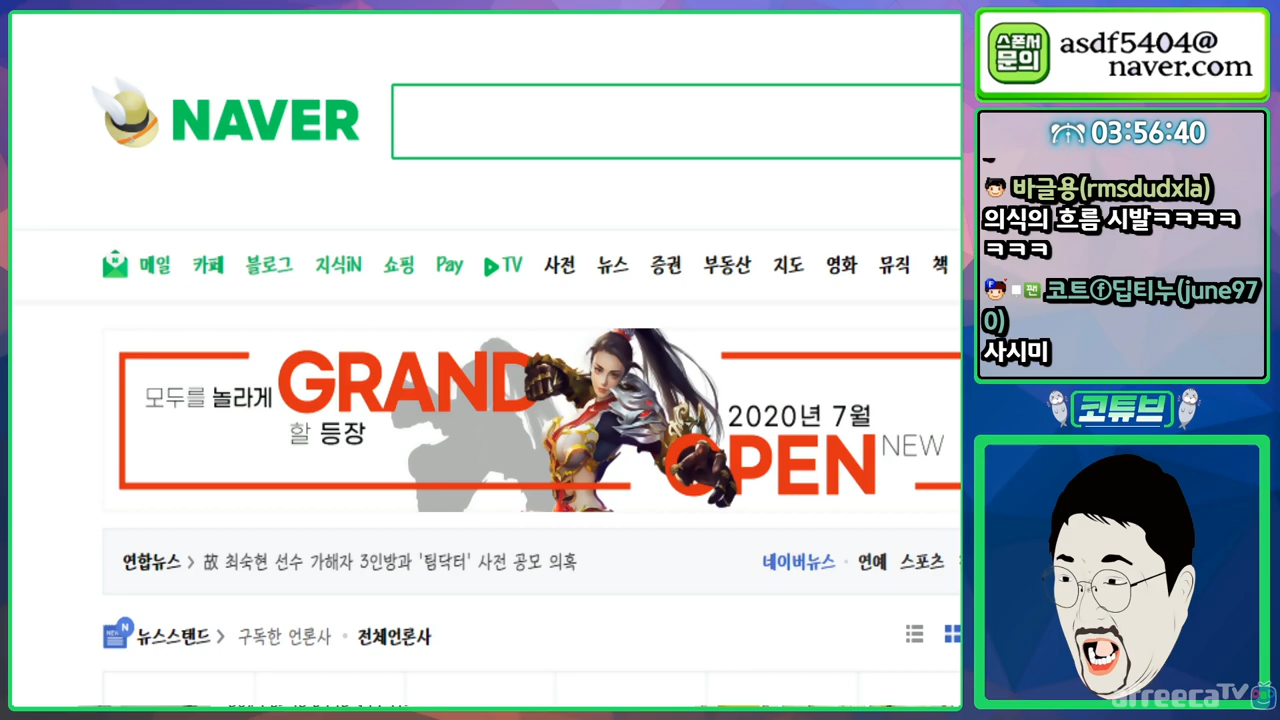 NAVER
메일 카페 블로그 지식iN 쇼핑 Pay TV 사전 뉴스 증권 부동산 지도 영화 뮤직 책
모두를 놀라게
할 등장
GRAND
2020년 7월
OPEN
NEW
연합뉴스 > 故 최숙현 선수 가해자 3인방과 '팀닥터' 사전 공모 의혹
네이버뉴스 · 연예 스포츠
NEW N
뉴스스탠드 > 구독한 언론사 • 전체언론사
스폰서
문의
asdf5404@
naver.com
03:56:40
바글용(rmsdudxla)
의식의 흐름 시발ㅋㅋㅋㅋ
ㅋㅋㅋ
F 팬 코트ⓕ딥티누(june97
0)
사시미
코튜브
afreecaTV